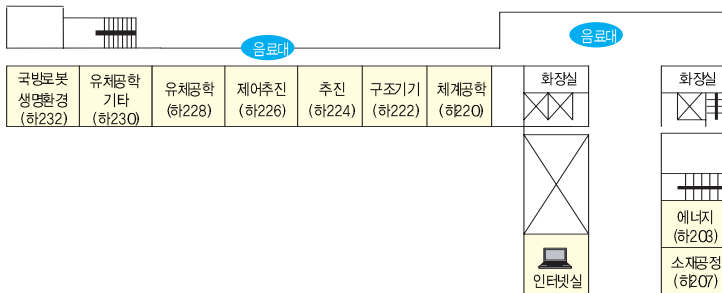 음료대
음료대
국방로봇
생명환경
(하232)
유체공학
기타
(하230)
유체공학
(하228)
제어추진
(하226)
추진
(하224)
구조기기
(하222)
체계공학
(하220)
화장실
화장실
에너지
(하203)
인터넷실
소재공정
(하207)